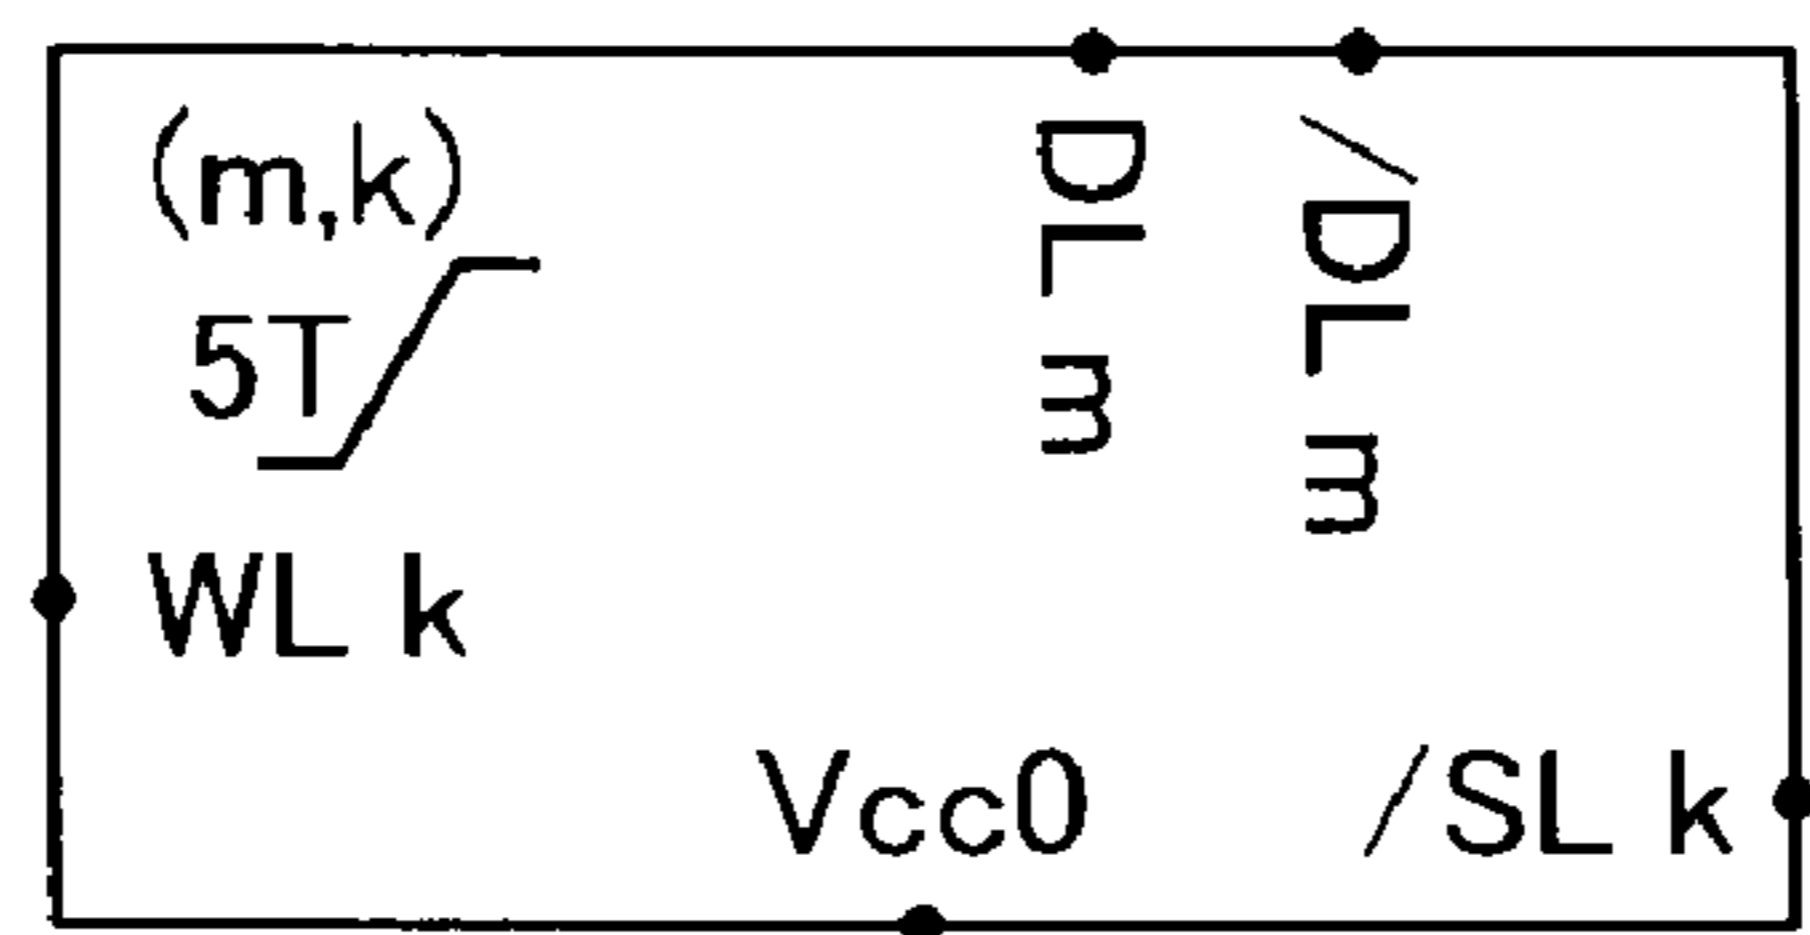 (m,k)
5T
DL m
/DL m
WL k
Vcc0
/SL k